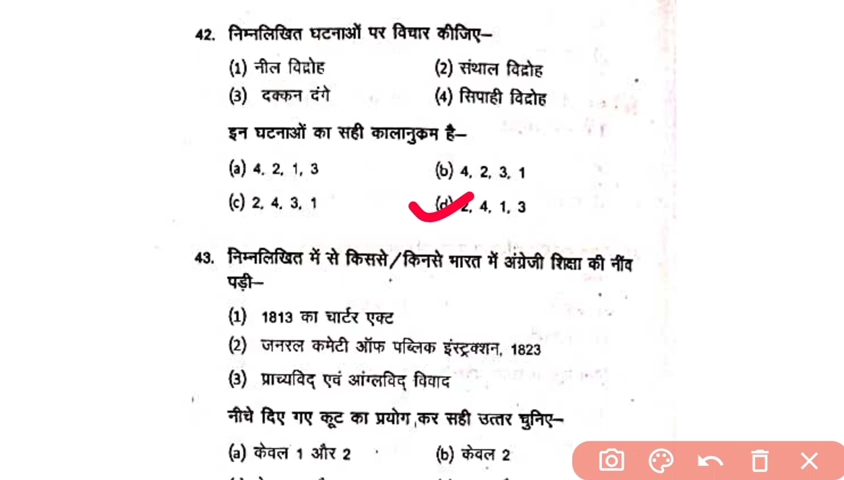 42. निम्नलिखित घटनाओं पर विचार कीजिए–
(1) नील विद्रोह (2) संथाल विद्रोह
(3) दक्कन दंगे (4) सिपाही विद्रोह
इन घटनाओं का सही कालानुक्रम है–
(a) 4, 2, 1, 3 (b) 4, 2, 3, 1
(c) 2, 4, 3, 1 (d) 2, 4, 1, 3
43. निम्नलिखित में से किससे/किनसे भारत में अंग्रेजी शिक्षा की नींव
पड़ी–
(1) 1813 का चार्टर एक्ट
(2) जनरल कमेटी ऑफ पब्लिक इंस्ट्रक्शन, 1823
(3) प्राच्यविद् एवं आंग्लविद् विवाद
नीचे दिए गए कूट का प्रयोग कर सही उत्तर चुनिए–
(a) केवल 1 और 2 (b) केवल 2